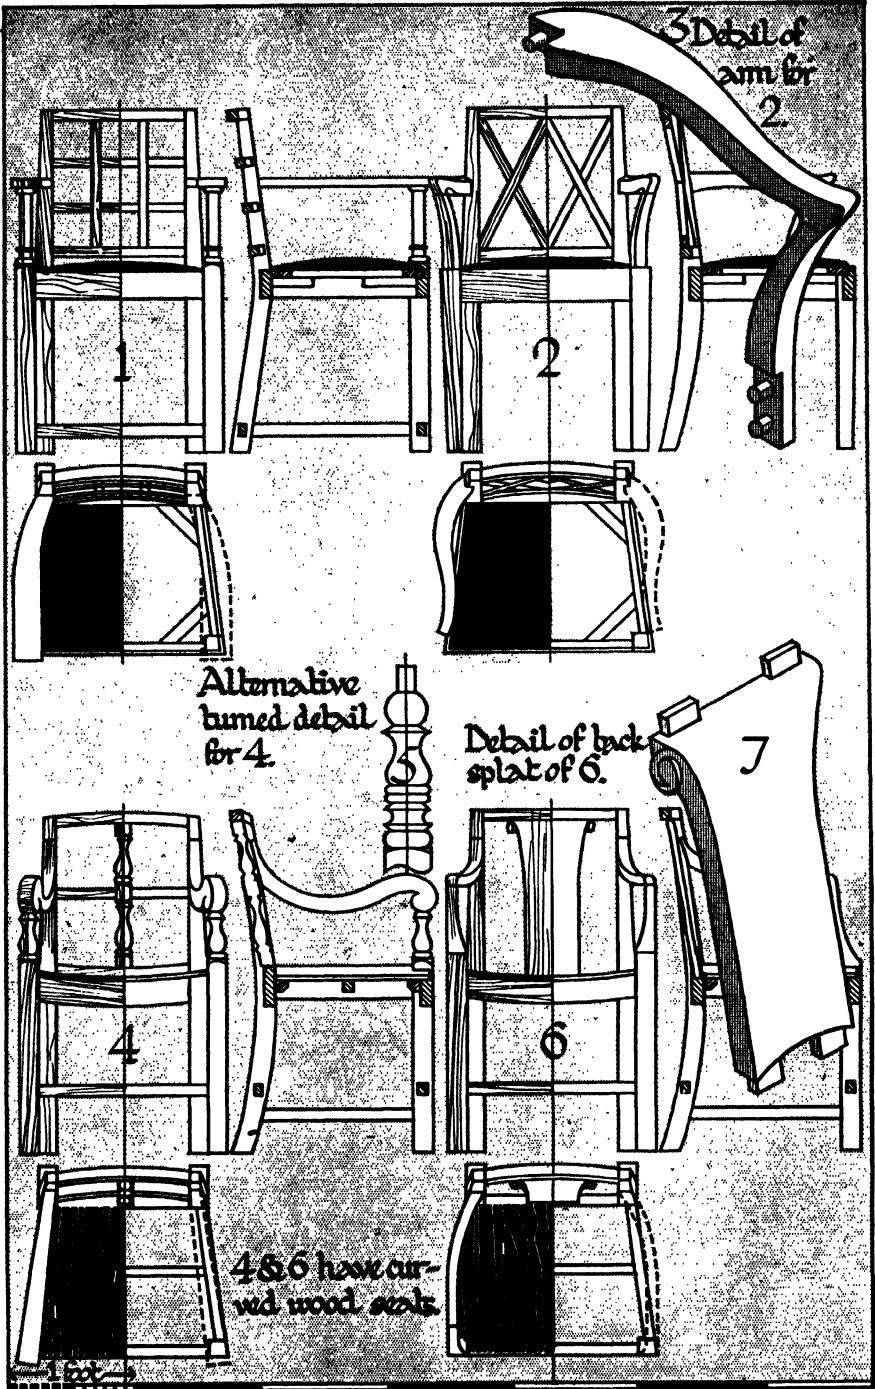 3 Detail of
arm for
2
1
2
Alternative
turned detail
for 4.
5
Detail of back
splat of 6.
7
4
6
4 & 6 have cur-
ved wood seats.
1 foot